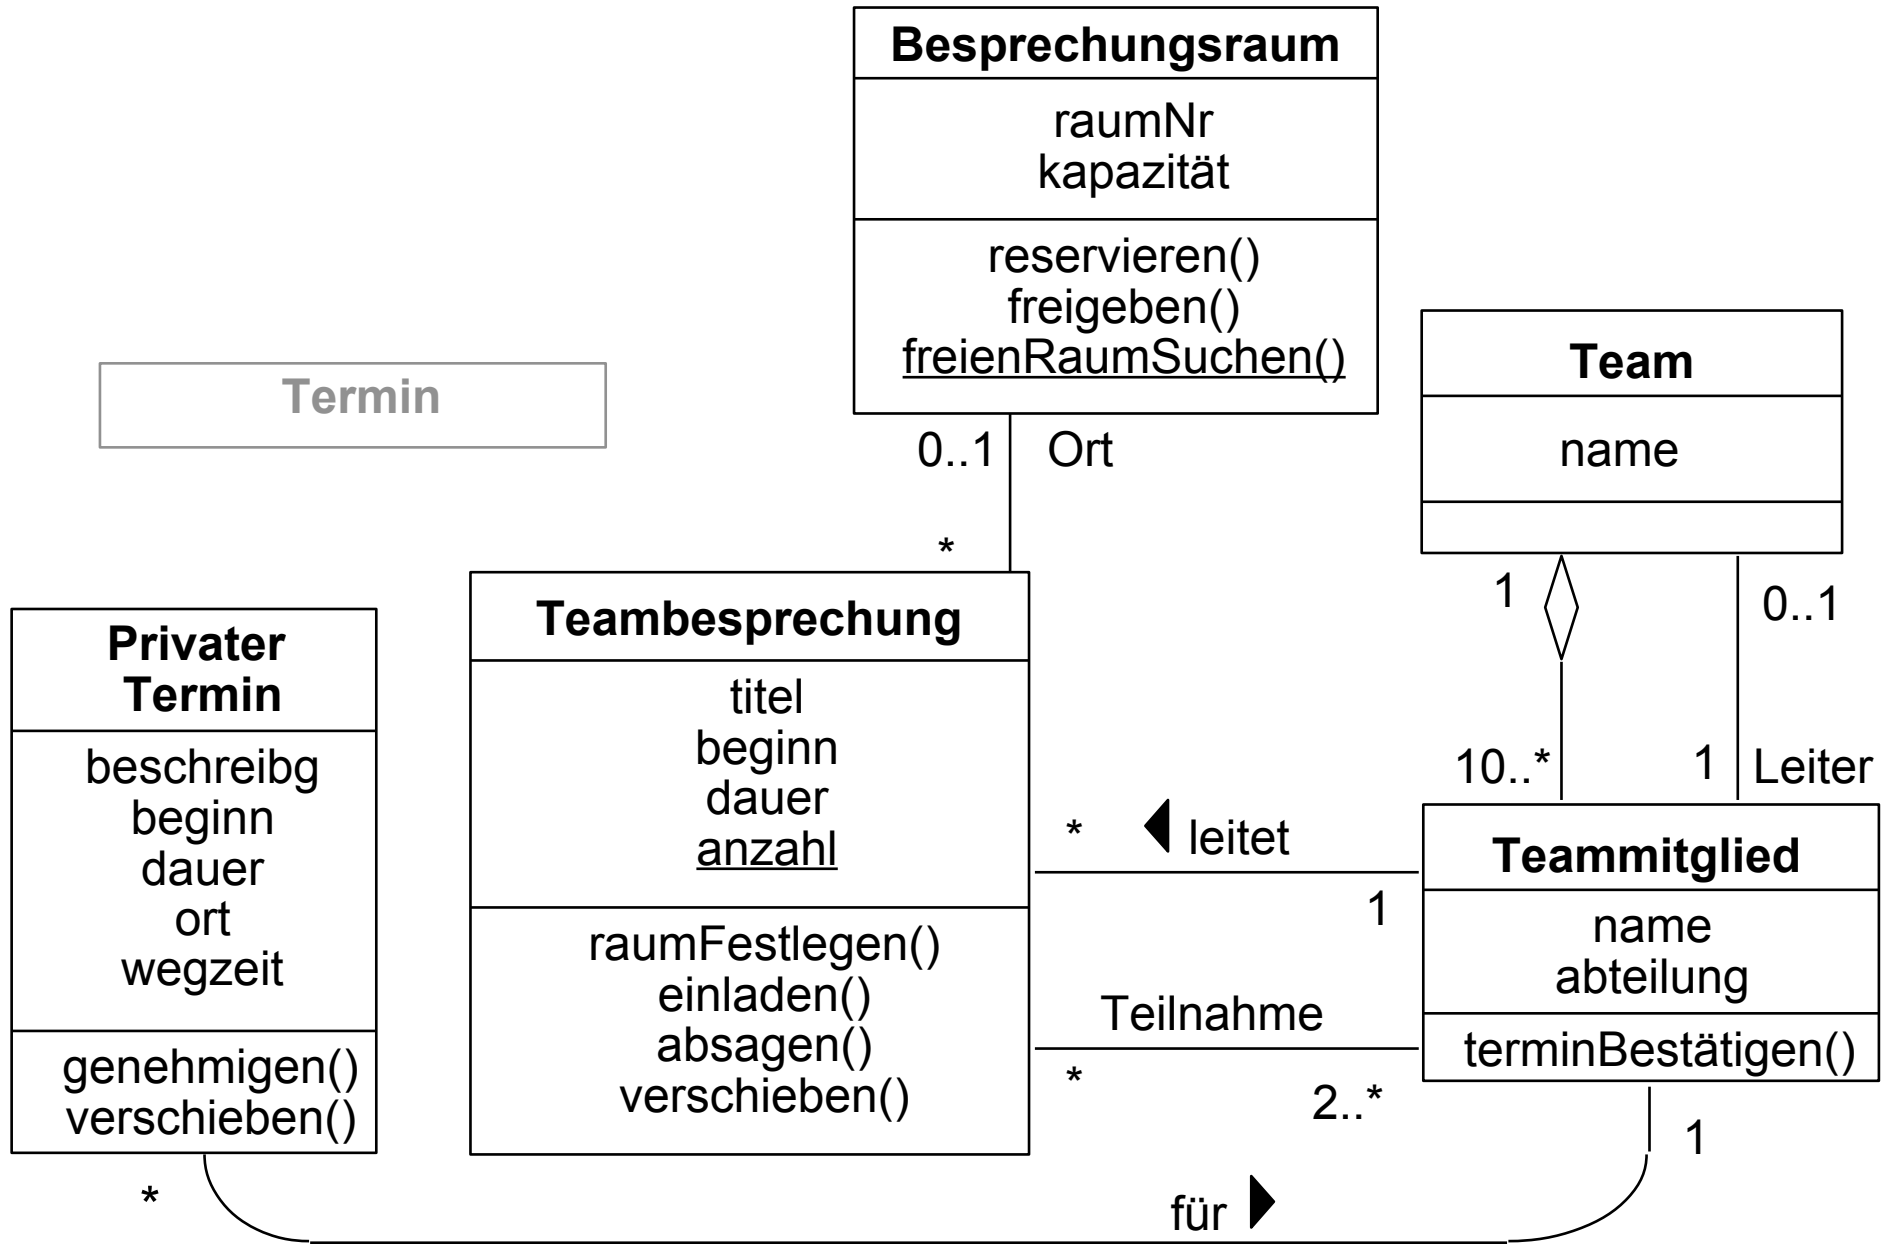 Besprechungsraum
raumNr
kapazität
reservieren()
freigeben()
freienRaumSuchen()
Team
name
Termin
0..1
Ort
*
1
0..1
Teambesprechung
titel
beginn
dauer
anzahl
raumFestlegen()
einladen()
absagen()
verschieben()
Privater
Termin
beschreibg
beginn
dauer
ort
wegzeit
genehmigen()
verschieben()
10..*
1
Leiter
*
leitet
1
Teammitglied
name
abteilung
terminBestätigen()
Teilnahme
*
2..*
1
*
für